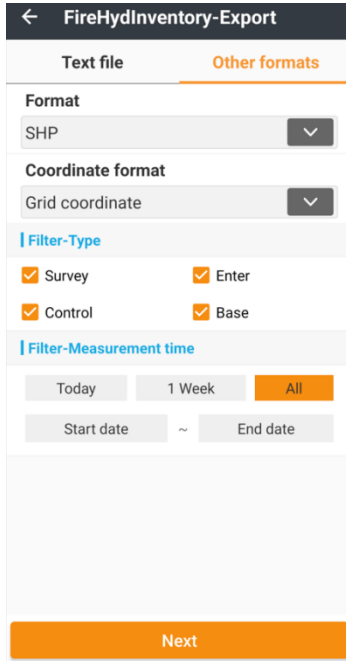 FireHydInventory-Export
Text file Other formats
Format
SHP
Coordinate format
Grid coordinate
Filter-Type
Survey Enter
Control Base
Filter-Measurement time
Today 1 Week All
Start date ~ End date
Next